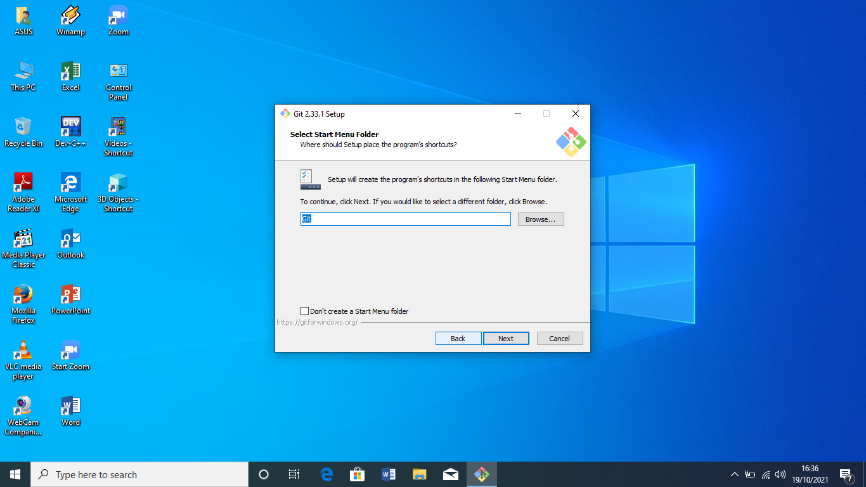 ASUS
Winamp
Zoom
This PC
Excel
Control
Panel
Recycle Bin
Dev-C++
Videos -
Shortcut
Adobe
Reader XI
Microsoft
Edge
3D Objects -
Shortcut
Media Player
Classic
Outlook
Mozilla
Firefox
PowerPoint
VLC media
player
Start Zoom
WebCam
Compani...
Word
Git 2.33.1 Setup
Select Start Menu Folder
Where should Setup place the program's shortcuts?
Setup will create the program's shortcuts in the following Start Menu folder.
To continue, click Next. If you would like to select a different folder, click Browse.
Git
Browse...
Don't create a Start Menu folder
https://gitforwindows.org/
Back
Next
Cancel
Type here to search
16:36
19/10/2021
7